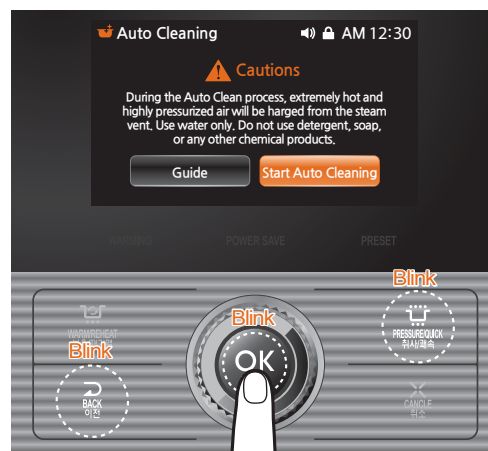 Auto Cleaning
AM 12:30
Cautions
During the Auto Clean process, extremely hot and
highly pressurized air will be harged from the steam
vent. Use water only. Do not use detergent, soap,
or any other chemical products.
Guide
Start Auto Cleaning
WARMING
POWER SAVE
PRESET
Blink
WARM/REHEAT
PRESSURE/QUICK
취사/쾌속
Blink
Blink
OK
BACK
이전
CANCLE
취소